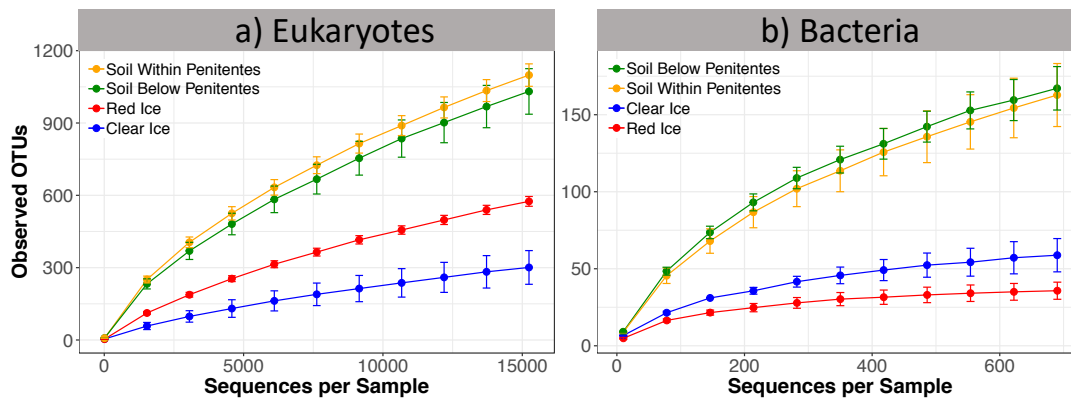 a) Eukaryotes
1200
900
600
300
0
Observed OTUs
Soil Within Penitentes
Soil Below Penitentes
Red Ice
Clear Ice
0 5000 10000 15000
Sequences per Sample
b) Bacteria
150
100
50
0
Soil Below Penitentes
Soil Within Penitentes
Clear Ice
Red Ice
0 200 400 600
Sequences per Sample